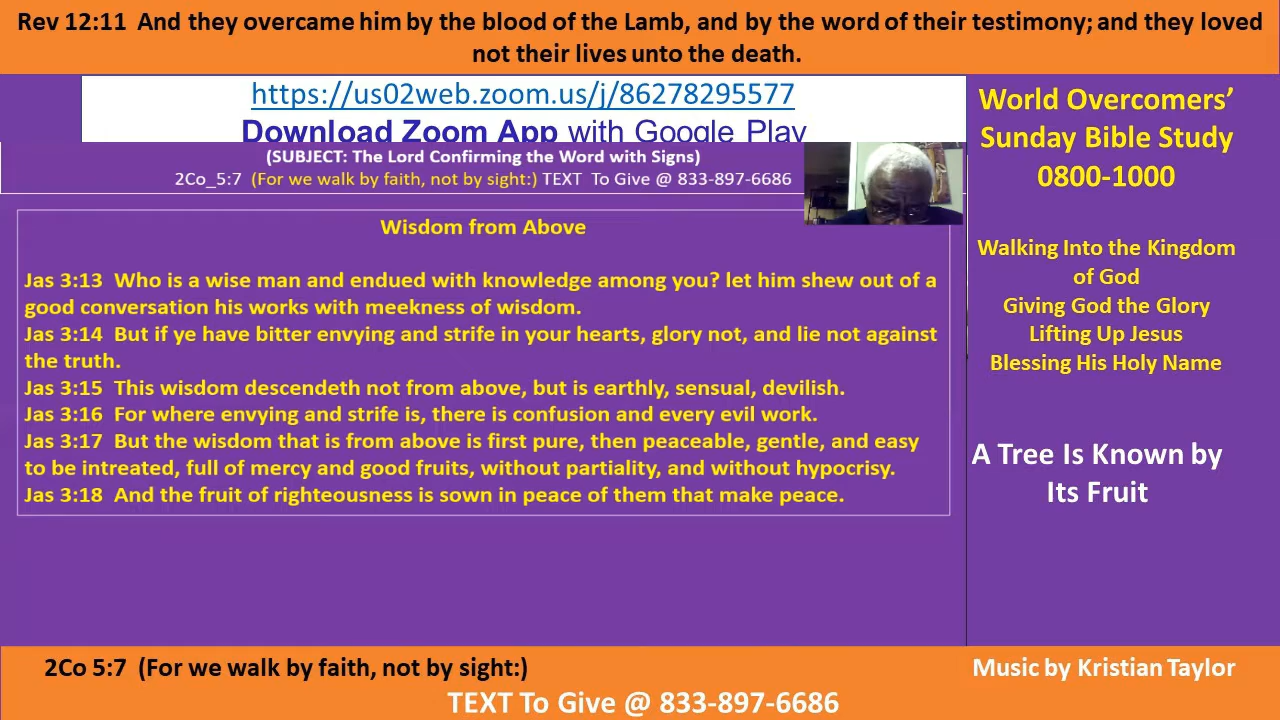 Rev 12:11  And they overcame him by the blood of the Lamb, and by the word of their testimony; and they loved
not their lives unto the death.
https://us02web.zoom.us/j/86278295577
Download Zoom App with Google Play
(SUBJECT: The Lord Confirming the Word with Signs)
2Co_5:7  (For we walk by faith, not by sight:) TEXT  To Give @ 833-897-6686
Wisdom from Above
Jas 3:13  Who is a wise man and endued with knowledge among you? let him shew out of a
good conversation his works with meekness of wisdom.
Jas 3:14  But if ye have bitter envying and strife in your hearts, glory not, and lie not against
the truth.
Jas 3:15  This wisdom descendeth not from above, but is earthly, sensual, devilish.
Jas 3:16  For where envying and strife is, there is confusion and every evil work.
Jas 3:17  But the wisdom that is from above is first pure, then peaceable, gentle, and easy
to be intreated, full of mercy and good fruits, without partiality, and without hypocrisy.
Jas 3:18  And the fruit of righteousness is sown in peace of them that make peace.
World Overcomers’
Sunday Bible Study
0800-1000
Walking Into the Kingdom
of God
Giving God the Glory
Lifting Up Jesus
Blessing His Holy Name
A Tree Is Known by
Its Fruit
2Co 5:7  (For we walk by faith, not by sight:)
Music by Kristian Taylor
TEXT To Give @ 833-897-6686